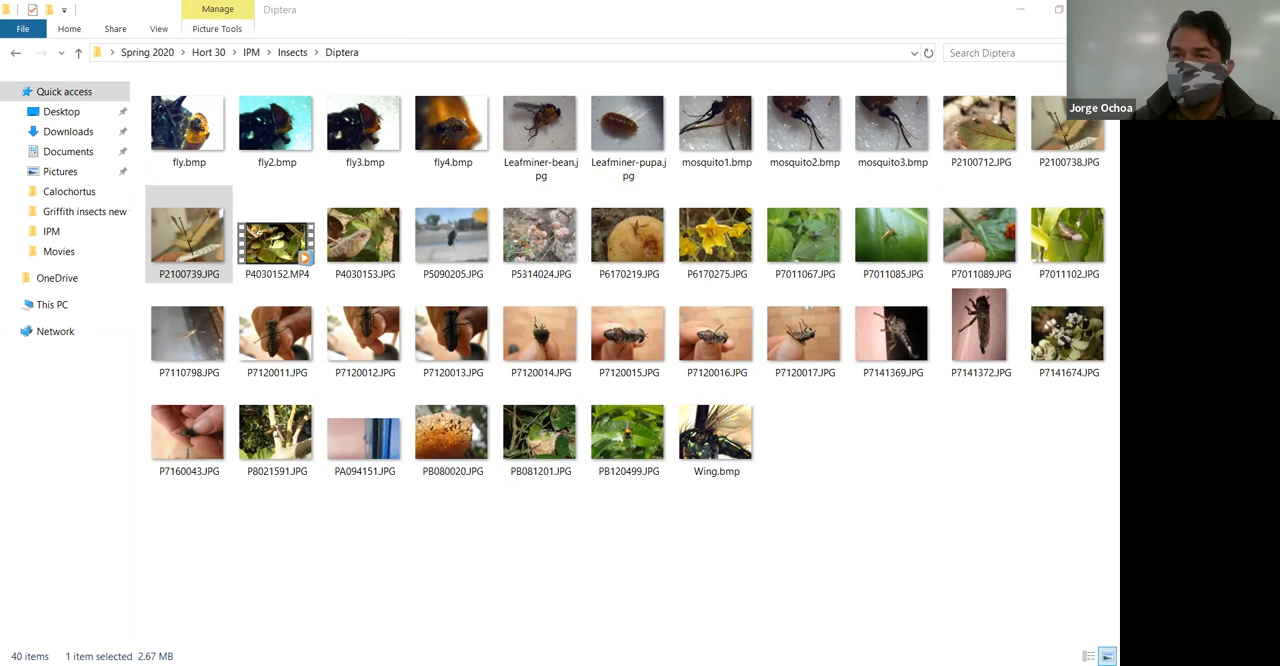 Manage
Diptera
File
Home
Share
View
Picture Tools
Spring 2020
Hort 30
IPM
Insects
Diptera
Search Diptera
Jorge Ochoa
Quick access
Desktop
Downloads
Documents
Pictures
Calochortus
Griffith insects new
IPM
Movies
OneDrive
This PC
Network
fly.bmp
fly2.bmp
fly3.bmp
fly4.bmp
Leafminer-bean.j
pg
Leafminer-pupa.j
pg
mosquito1.bmp
mosquito2.bmp
mosquito3.bmp
P2100712.JPG
P2100738.JPG
P2100739.JPG
P4030152.MP4
P4030153.JPG
P5090205.JPG
P5314024.JPG
P6170219.JPG
P6170275.JPG
P7011067.JPG
P7011085.JPG
P7011089.JPG
P7011102.JPG
P7110798.JPG
P7120011.JPG
P7120012.JPG
P7120013.JPG
P7120014.JPG
P7120015.JPG
P7120016.JPG
P7120017.JPG
P7141369.JPG
P7141372.JPG
P7141674.JPG
P7160043.JPG
P8021591.JPG
PA094151.JPG
PB080020.JPG
PB081201.JPG
PB120499.JPG
Wing.bmp
40 items
1 item selected 2.67 MB